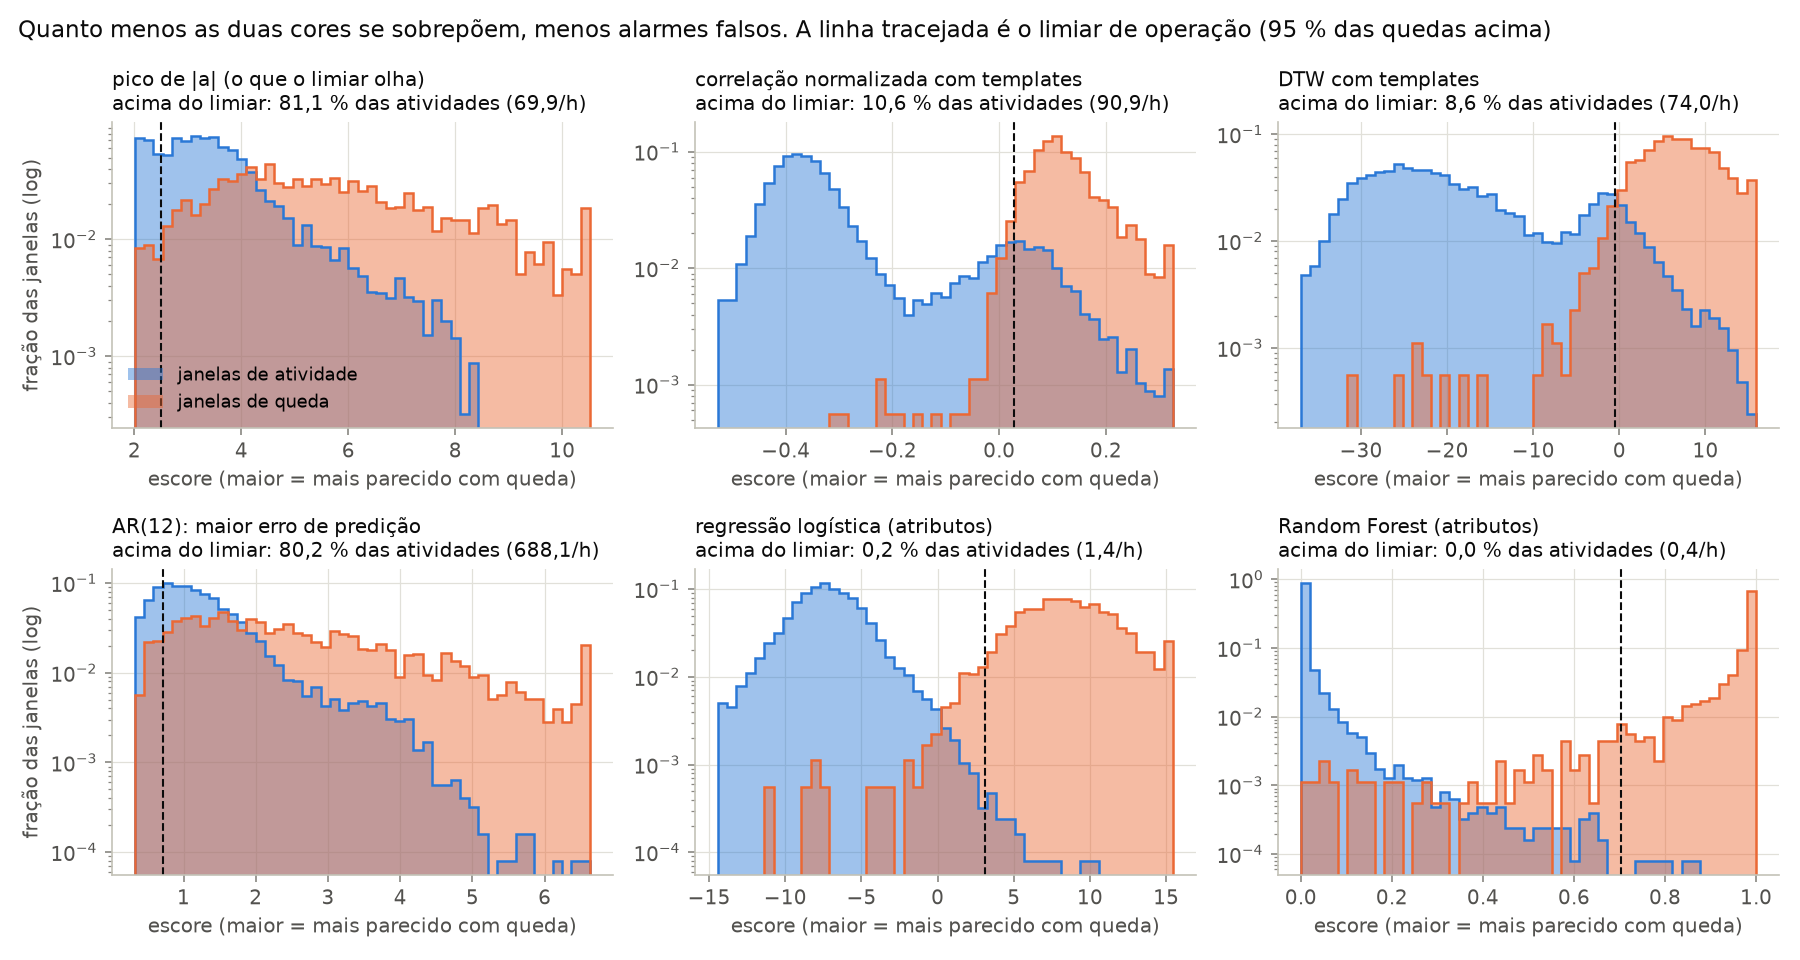 Quanto menos as duas cores se sobrepõem, menos alarmes falsos. A linha tracejada é o limiar de operação (95 % das quedas acima)
pico de |a| (o que o limiar olha)
acima do limiar: 81,1 % das atividades (69,9/h)
fração das janelas (log)
10⁻²
10⁻³
janelas de atividade
janelas de queda
2 4 6 8 10
escore (maior = mais parecido com queda)
correlação normalizada com templates
acima do limiar: 10,6 % das atividades (90,9/h)
10⁻¹
10⁻²
10⁻³
−0.4 −0.2 0.0 0.2
escore (maior = mais parecido com queda)
DTW com templates
acima do limiar: 8,6 % das atividades (74,0/h)
10⁻¹
10⁻²
10⁻³
−30 −20 −10 0 10
escore (maior = mais parecido com queda)
AR(12): maior erro de predição
acima do limiar: 80,2 % das atividades (688,1/h)
fração das janelas (log)
10⁻¹
10⁻²
10⁻³
10⁻⁴
1 2 3 4 5 6
escore (maior = mais parecido com queda)
regressão logística (atributos)
acima do limiar: 0,2 % das atividades (1,4/h)
10⁻¹
10⁻²
10⁻³
10⁻⁴
−15 −10 −5 0 5 10 15
escore (maior = mais parecido com queda)
Random Forest (atributos)
acima do limiar: 0,0 % das atividades (0,4/h)
10⁰
10⁻¹
10⁻²
10⁻³
10⁻⁴
0.0 0.2 0.4 0.6 0.8 1.0
escore (maior = mais parecido com queda)